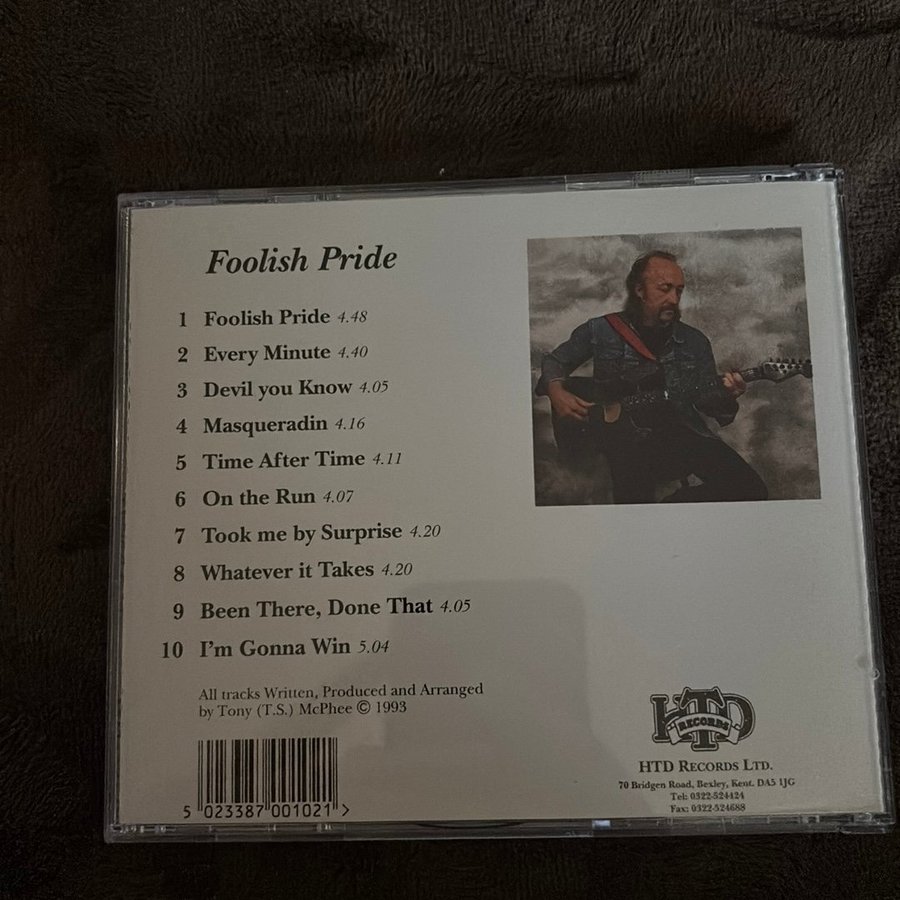 Foolish Pride
1 Foolish Pride 4.48
2 Every Minute 4.40
3 Devil you Know 4.05
4 Masqueradin 4.16
5 Time After Time 4.11
6 On the Run 4.07
7 Took me by Surprise 4.20
8 Whatever it Takes 4.20
9 Been There, Done That 4.05
10 I'm Gonna Win 5.04
All tracks Written, Produced and Arranged
by Tony (T.S.) McPhee © 1993
5 023387 001021 >
HTD
RECORDS
HTD RECORDS LTD.
70 Bridgen Road, Bexley, Kent. DA5 1JG
Tel: 0322-524424
Fax: 0322-524688